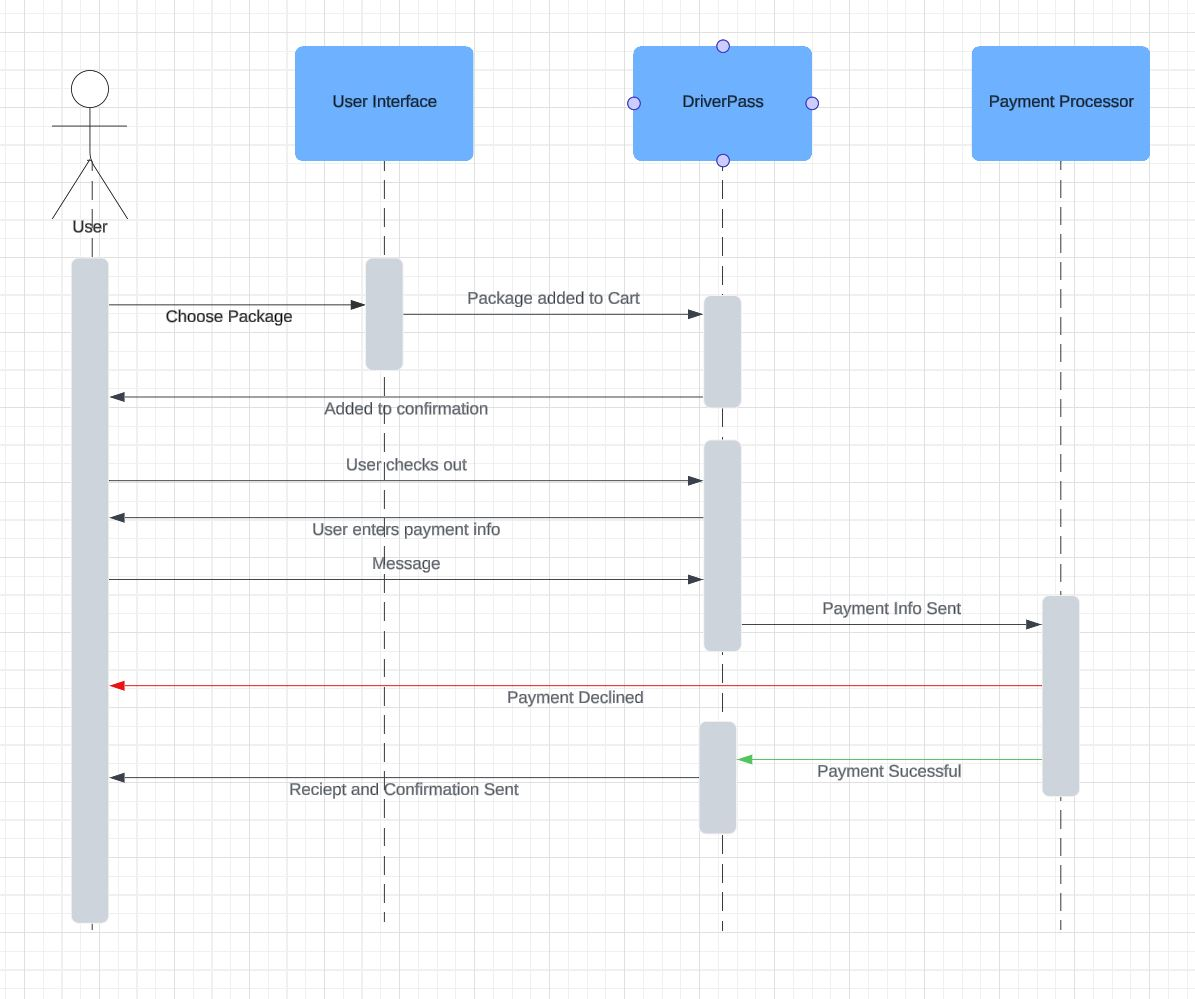 User Interface
DriverPass
Payment Processor
User
Package added to Cart
Choose Package
Added to confirmation
User checks out
User enters payment info
Message
Payment Info Sent
Payment Declined
Payment Sucessful
Reciept and Confirmation Sent